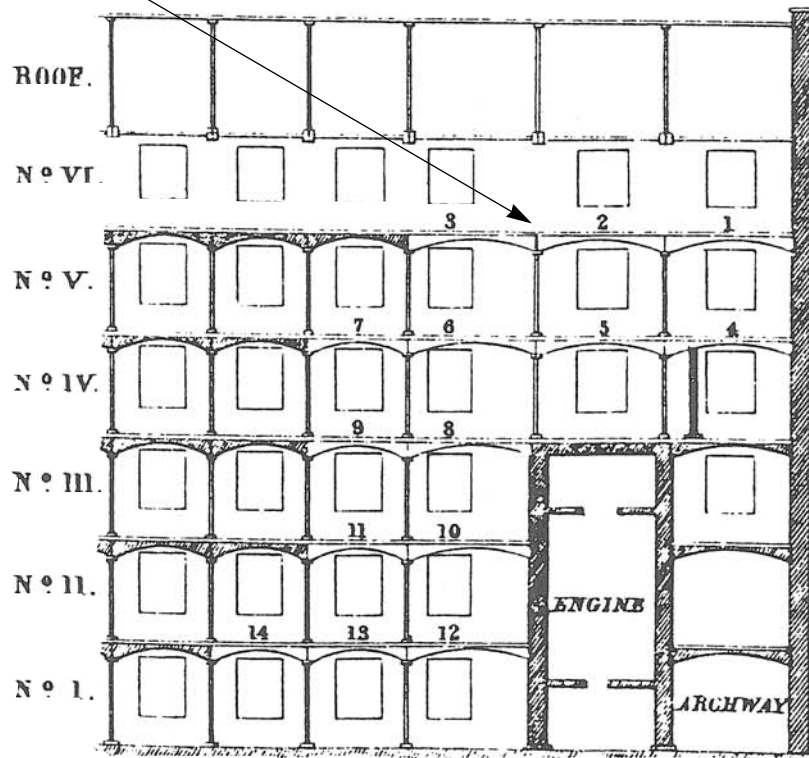 ROOF.
Nº VI.
3 2 1
Nº V.
7 6 5 4
Nº IV.
9 8
Nº III.
11 10
Nº II.
ENGINE
14 13 12
Nº I.
ARCHWAY